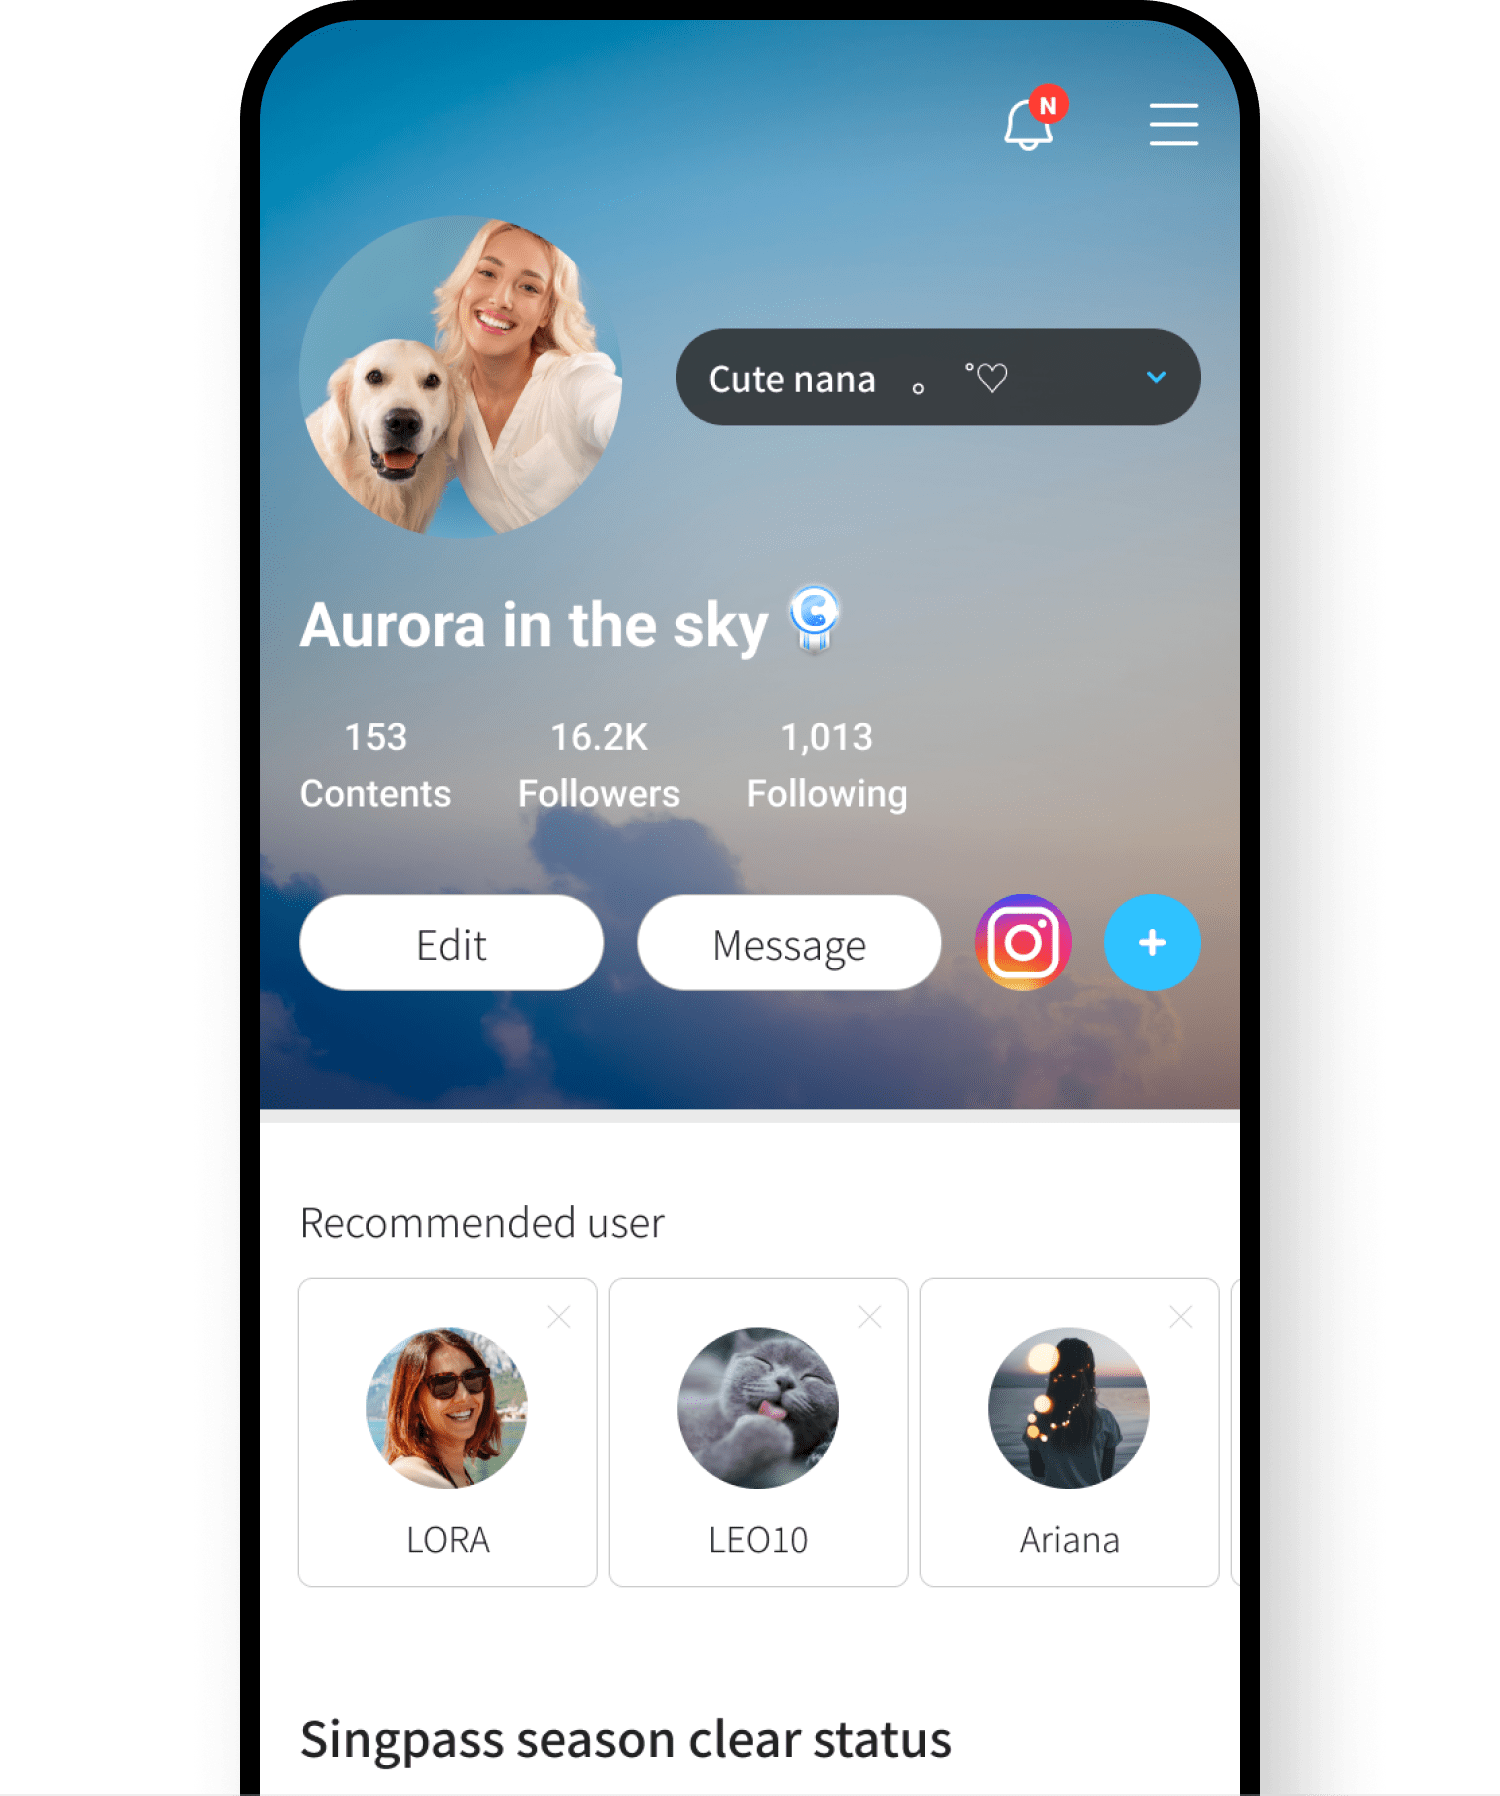 N
Cute nana 。 ˚♡
Aurora in the sky
153 16.2K 1,013
Contents Followers Following
Edit Message
Recommended user
LORA LEO10 Ariana
Singpass season clear status